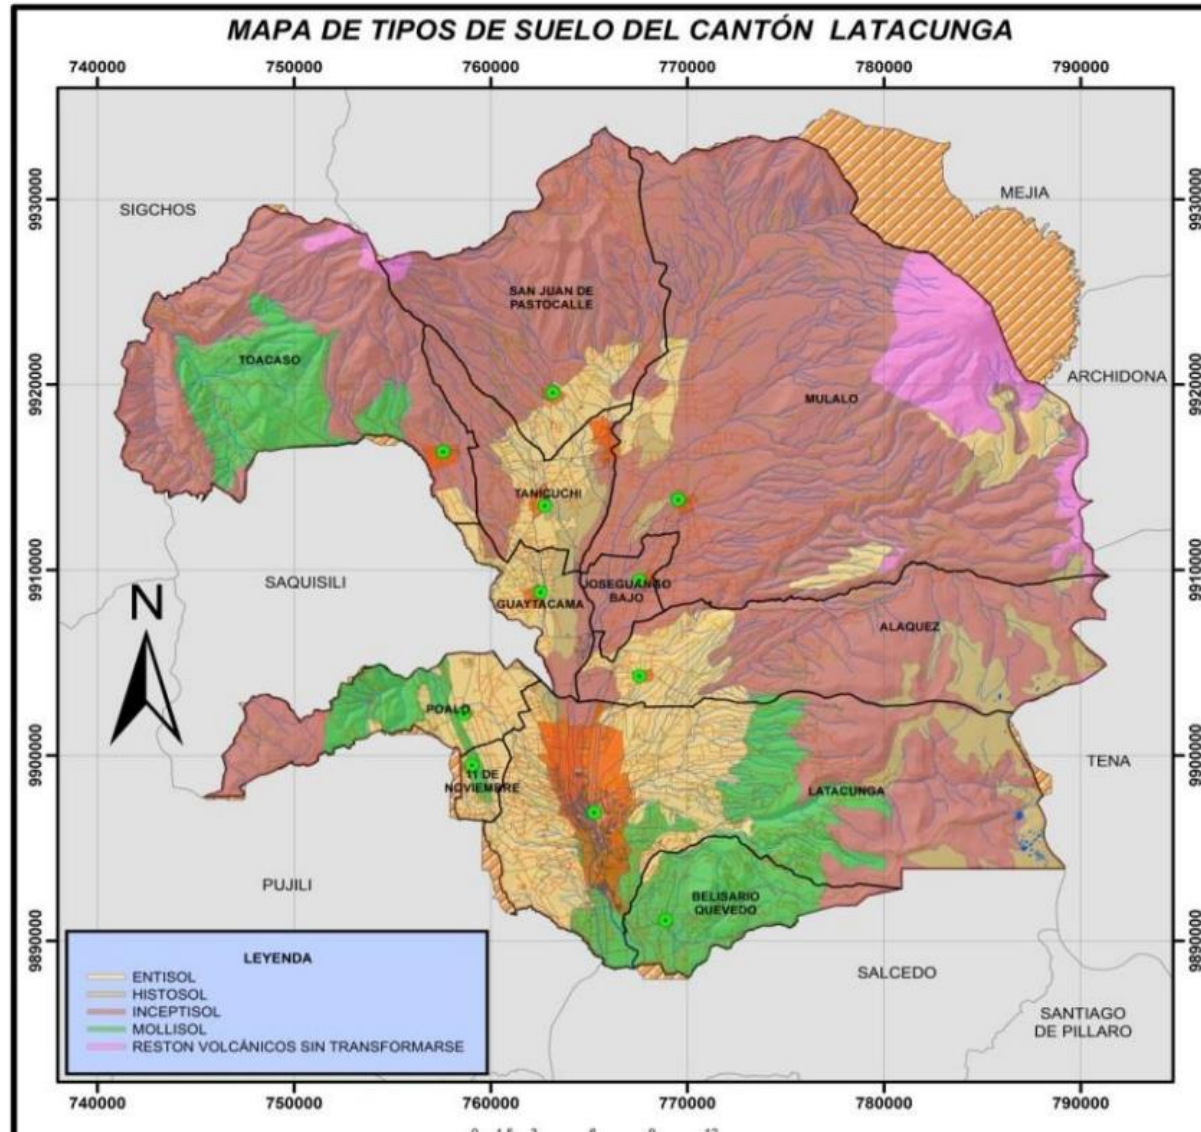 MAPA DE TIPOS DE SUELO DEL CANTÓN LATACUNGA
740000 750000 760000 770000 780000 790000
9930000
9930000
SIGCHOS
MEJIA
SAN JUAN DE
PASTOCALLE
TOACASO
9920000
9920000
ARCHIDONA
MULALO
TANICUCHI
9910000
9910000
SAQUISILI
JOSEGUANGO
BAJO
GUAYTACAMA
N
ALAQUEZ
POALO
9900000
9900000
TENA
11 DE
NOVIEMBRE
LATACUNGA
PUJILI
BELISARIO
QUEVEDO
9890000
9890000
SALCEDO
SANTIAGO
DE PILLARO
LEYENDA
ENTISOL
HISTOSOL
INCEPTISOL
MOLLISOL
RESTON VOLCÁNICOS SIN TRANSFORMARSE
740000 750000 760000 770000 780000 790000